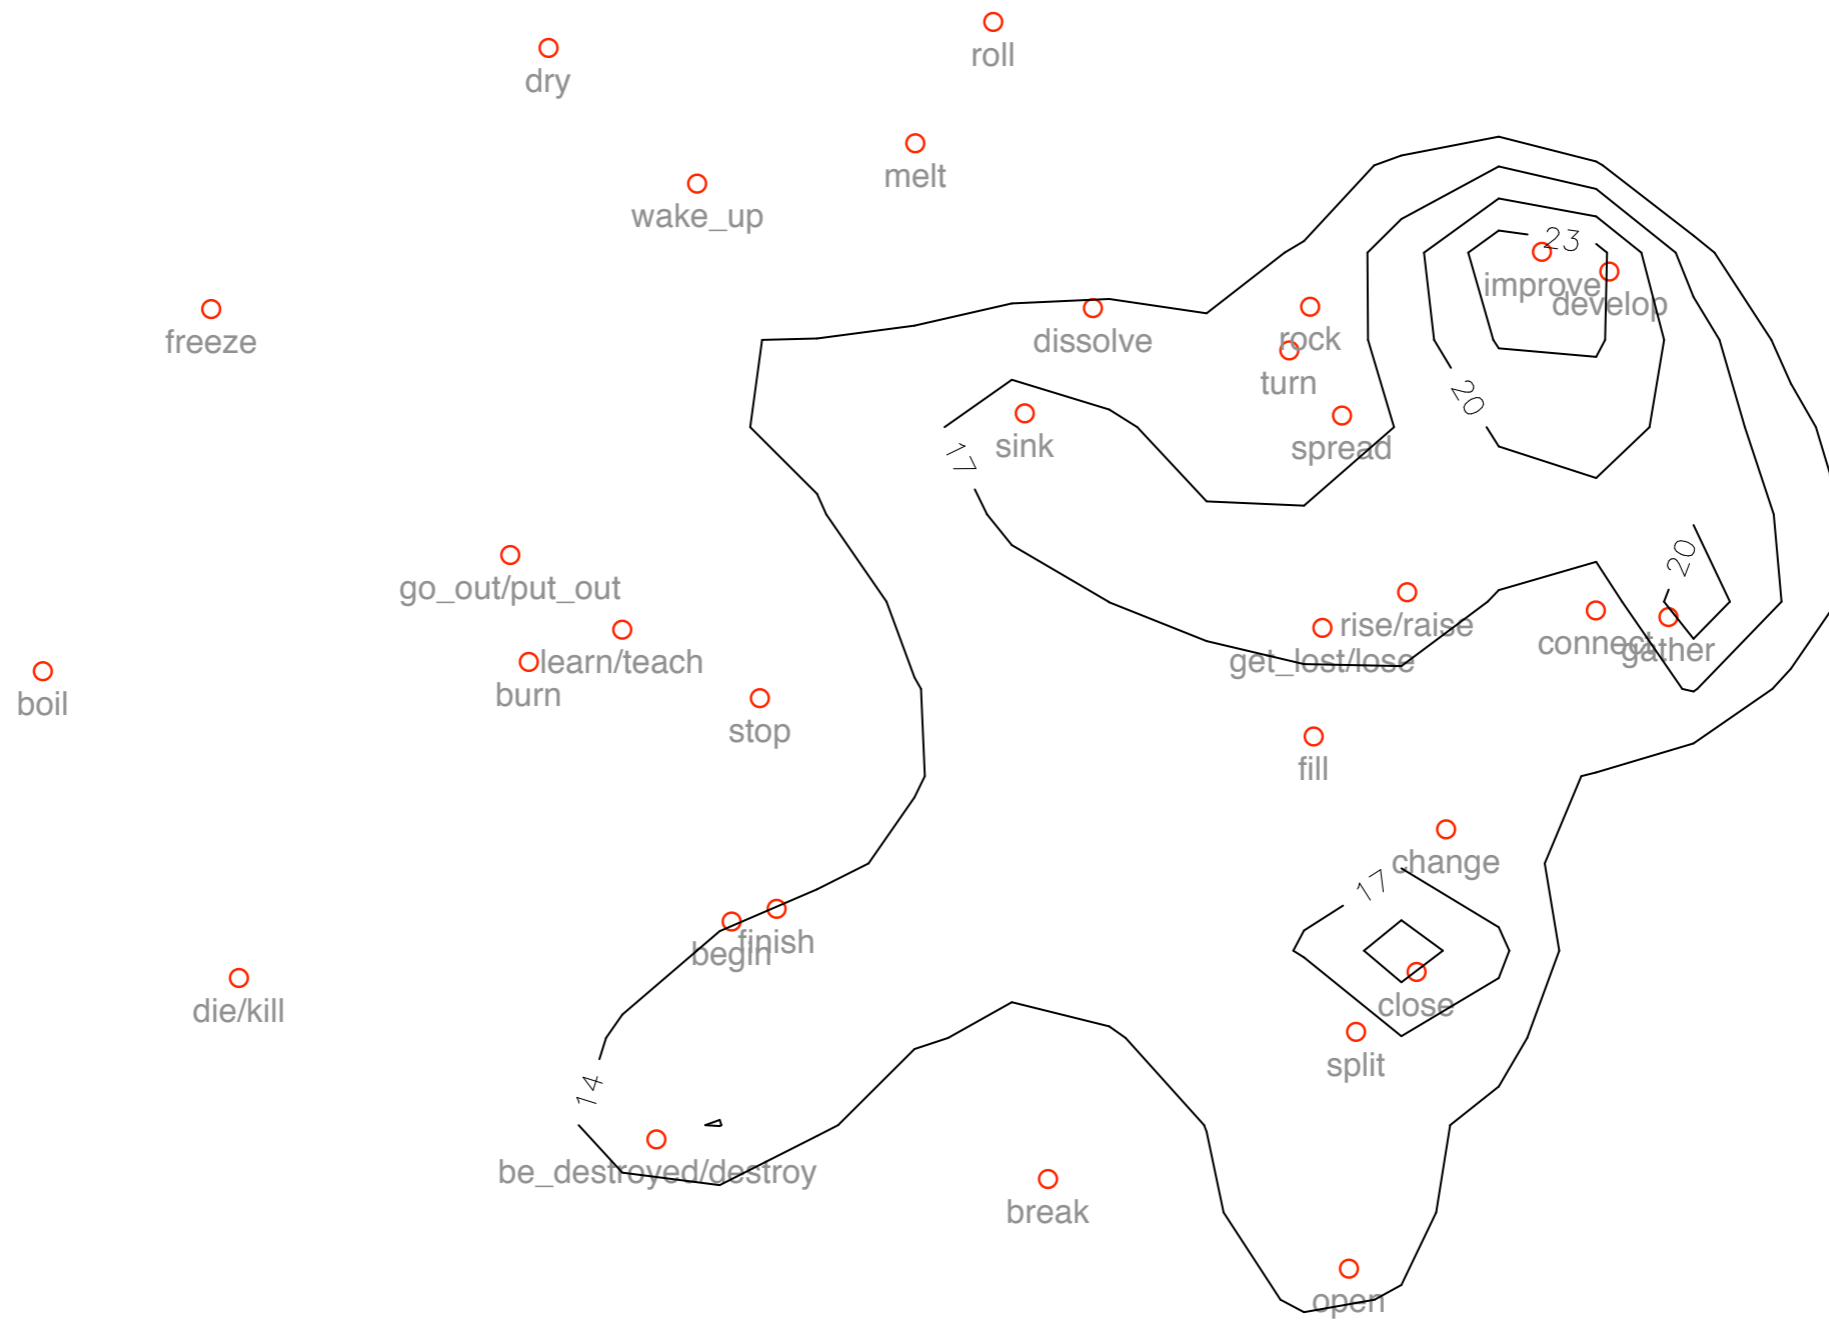 roll
dry
melt
wake_up
23
improve
develop
freeze
dissolve
rock
turn
20
sink
spread
17
20
go_out/put_out
rise/raise
connect
gather
learn/teach
get_lost/lose
burn
boil
stop
fill
change
17
finish
begin
close
die/kill
split
14
be_destroyed/destroy
break
open